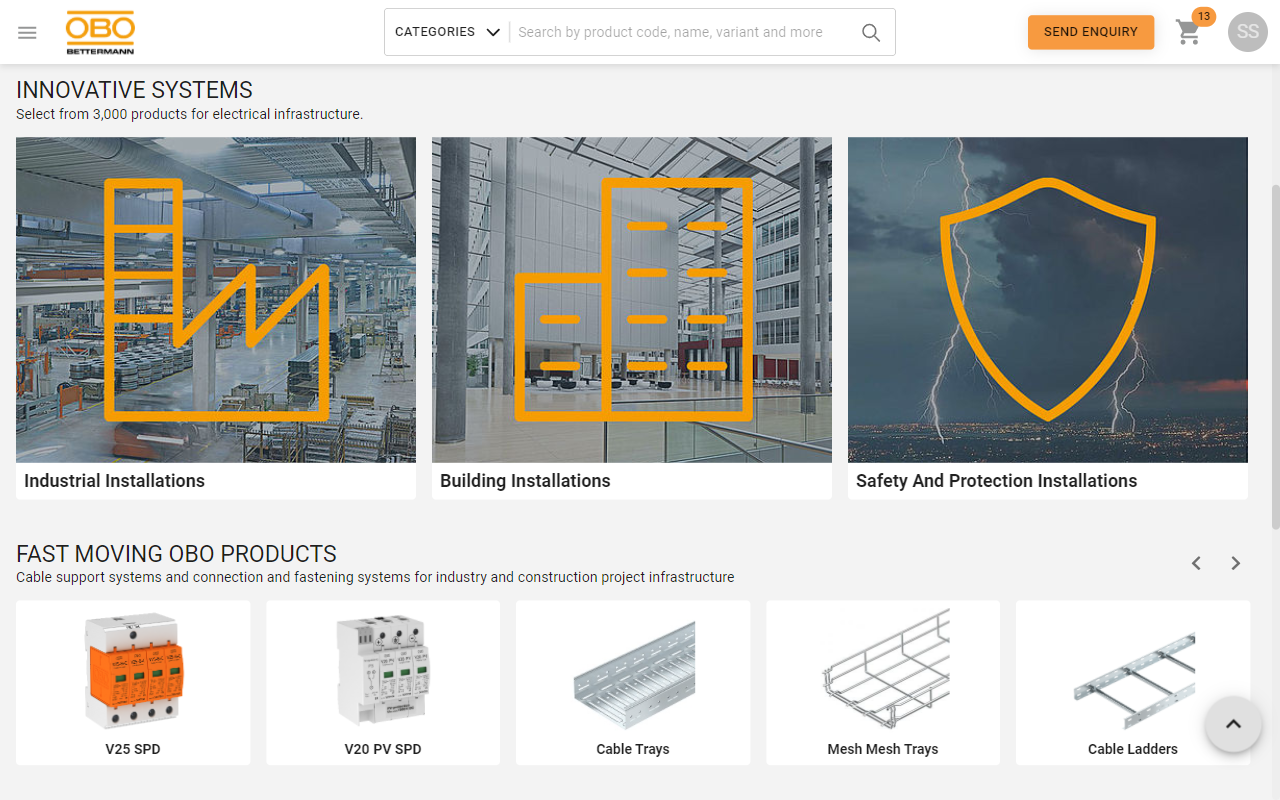 OBO
BETTERMANN
CATEGORIES
Search by product code, name, variant and more
SEND ENQUIRY
13
SS
INNOVATIVE SYSTEMS
Select from 3,000 products for electrical infrastructure.
Industrial Installations
Building Installations
Safety And Protection Installations
FAST MOVING OBO PRODUCTS
Cable support systems and connection and fastening systems for industry and construction project infrastructure
V25 SPD
V20 PV SPD
Cable Trays
Mesh Mesh Trays
Cable Ladders